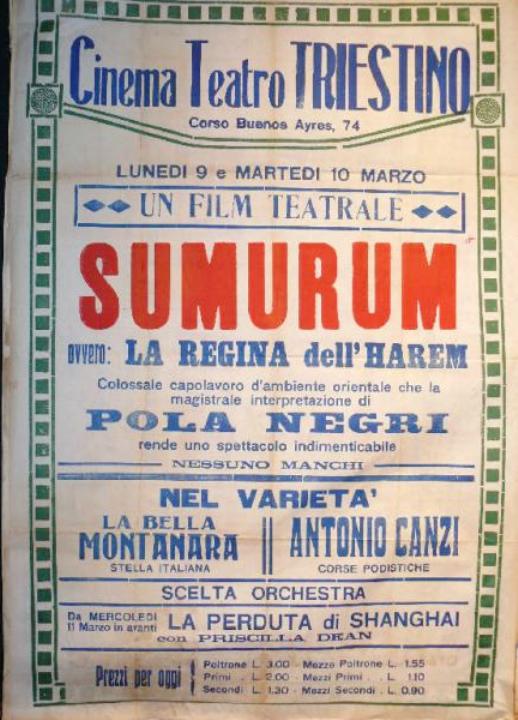 Cinema Teatro TRIESTINO
Corso Buenos Ayres, 74
LUNEDI 9 e MARTEDI 10 MARZO
UN FILM TEATRALE
SUMURUM
ovvero: LA REGINA dell'HAREM
Colossale capolavoro d'ambiente orientale che la
magistrale interpretazione di
POLA NEGRI
rende uno spettacolo indimenticabile
NESSUNO MANCHI
NEL VARIETA'
LA BELLA
MONTANARA
STELLA ITALIANA
ANTONIO CANZI
CORSE PODISTICHE
SCELTA ORCHESTRA
Da MERCOLEDI
11 Marzo in avanti
LA PERDUTA di SHANGHAI
con PRISCILLA DEAN
Prezzi per oggi
Poltrone L. 3.00 - Mezze Poltrone L. 1.55
Primi . . L. 2.00 - Mezzi Primi . . L. 1.10
Secondi L. 1.30 - Mezzi Secondi . L. 0.90